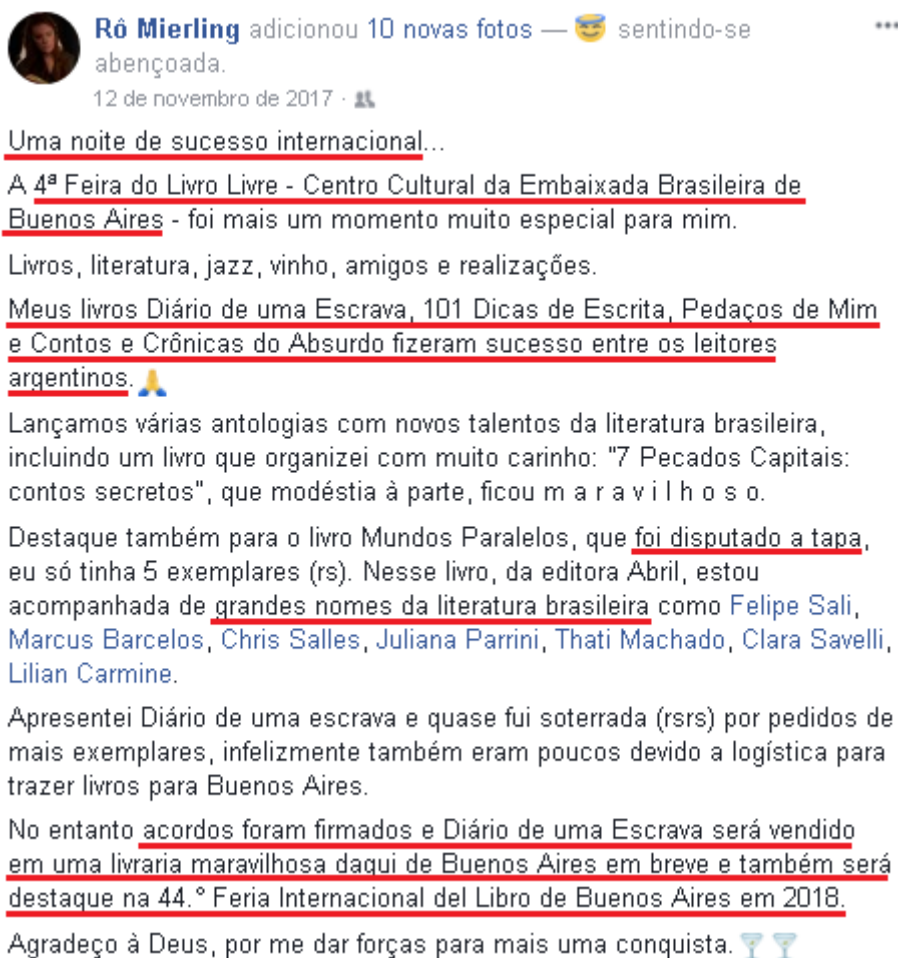 Rô Mierling adicionou 10 novas fotos — sentindo-se
abençoada.
12 de novembro de 2017 ·
Uma noite de sucesso internacional...
A 4ª Feira do Livro Livre - Centro Cultural da Embaixada Brasileira de
Buenos Aires - foi mais um momento muito especial para mim.
Livros, literatura, jazz, vinho, amigos e realizações.
Meus livros Diário de uma Escrava, 101 Dicas de Escrita, Pedaços de Mim
e Contos e Crônicas do Absurdo fizeram sucesso entre os leitores
argentinos.
Lançamos várias antologias com novos talentos da literatura brasileira,
incluindo um livro que organizei com muito carinho: "7 Pecados Capitais:
contos secretos", que modéstia à parte, ficou m a r a v i l h o s o.
Destaque também para o livro Mundos Paralelos, que foi disputado a tapa,
eu só tinha 5 exemplares (rs). Nesse livro, da editora Abril, estou
acompanhada de grandes nomes da literatura brasileira como Felipe Sali,
Marcus Barcelos, Chris Salles, Juliana Parrini, Thati Machado, Clara Savelli,
Lilian Carmine.
Apresentei Diário de uma escrava e quase fui soterrada (rsrs) por pedidos de
mais exemplares, infelizmente também eram poucos devido a logística para
trazer livros para Buenos Aires.
No entanto acordos foram firmados e Diário de uma Escrava será vendido
em uma livraria maravilhosa daqui de Buenos Aires em breve e também será
destaque na 44.° Feria Internacional del Libro de Buenos Aires em 2018.
Agradeço à Deus, por me dar forças para mais uma conquista.